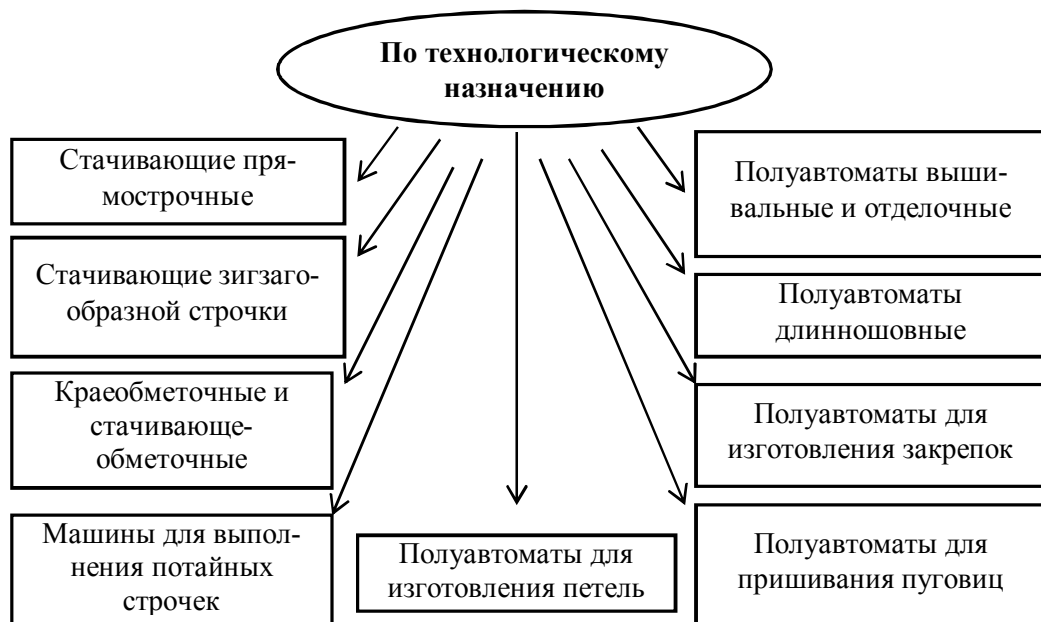 По технологическому
назначению
Стачивающие пря-
мострочные
Стачивающие зигзаго-
образной строчки
Краеобметочные и
стачивающе-
обметочные
Машины для выпол-
нения потайных
строчек
Полуавтоматы для
изготовления петель
Полуавтоматы выши-
вальные и отделочные
Полуавтоматы
длинношовные
Полуавтоматы для
изготовления закрепок
Полуавтоматы для
пришивания пуговиц